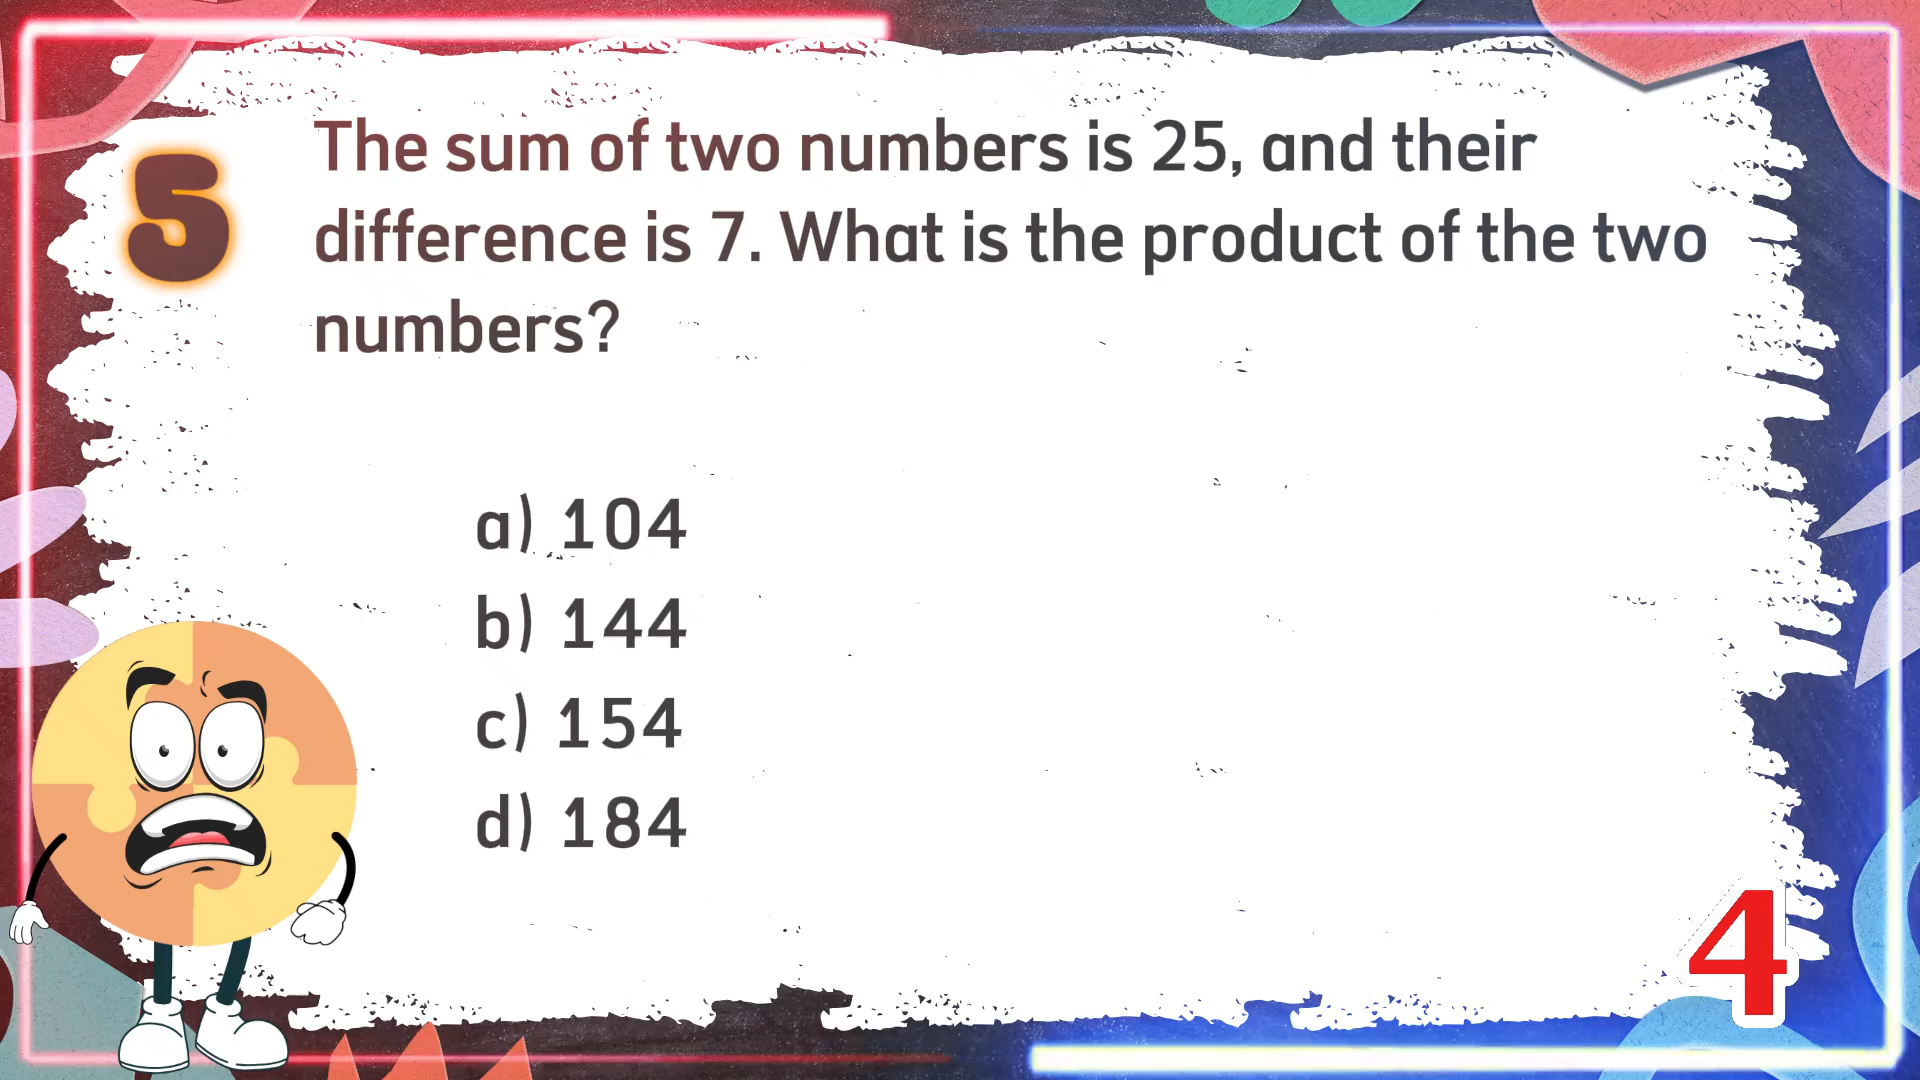 5
The sum of two numbers is 25, and their
difference is 7. What is the product of the two
numbers?
a) 104
b) 144
c) 154
d) 184
4